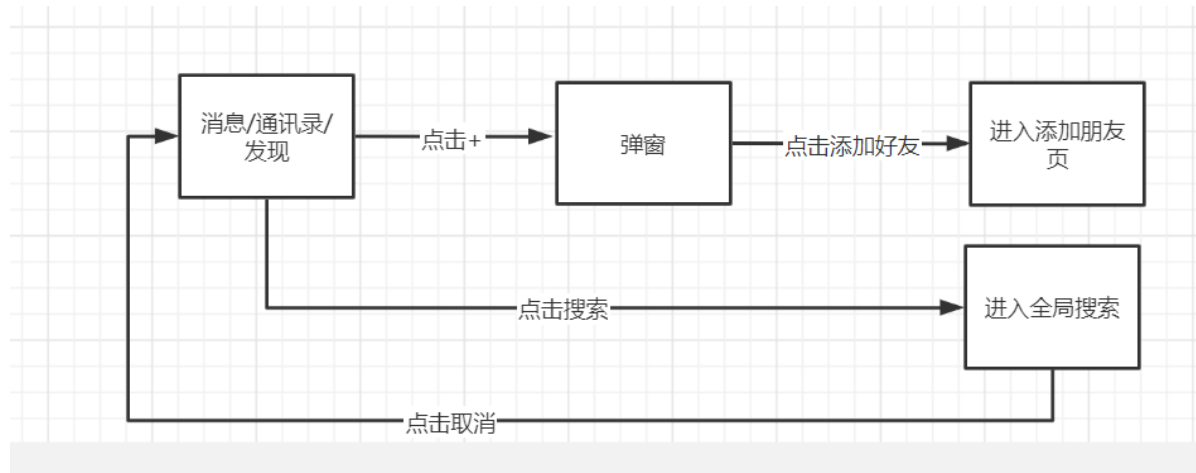 消息/通讯录/
发现
点击+
弹窗
点击添加好友
进入添加朋友
页
点击搜索
进入全局搜索
点击取消